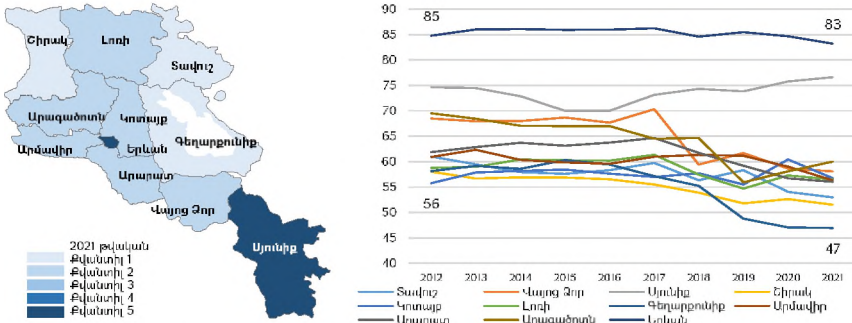 Շիրակ
Լոռի
Տավուշ
Արագածոտն
Կոտայք
Գեղարքունիք
Արմավիր
Երևան
Արարատ
Վայոց Ձոր
Սյունիք
2021 թվական
Քվանտիլ 1
Քվանտիլ 2
Քվանտիլ 3
Քվանտիլ 4
Քվանտիլ 5
90
85
80
75
70
65
60
55
50
45
40
85
83
56
47
2012 2013 2014 2015 2016 2017 2018 2019 2020 2021
Տավուշ Վայոց Ձոր Սյունիք Շիրակ
Կոտայք Լոռի Գեղարքունիք Արմավիր
Արարատ Արագածոտն Երևան